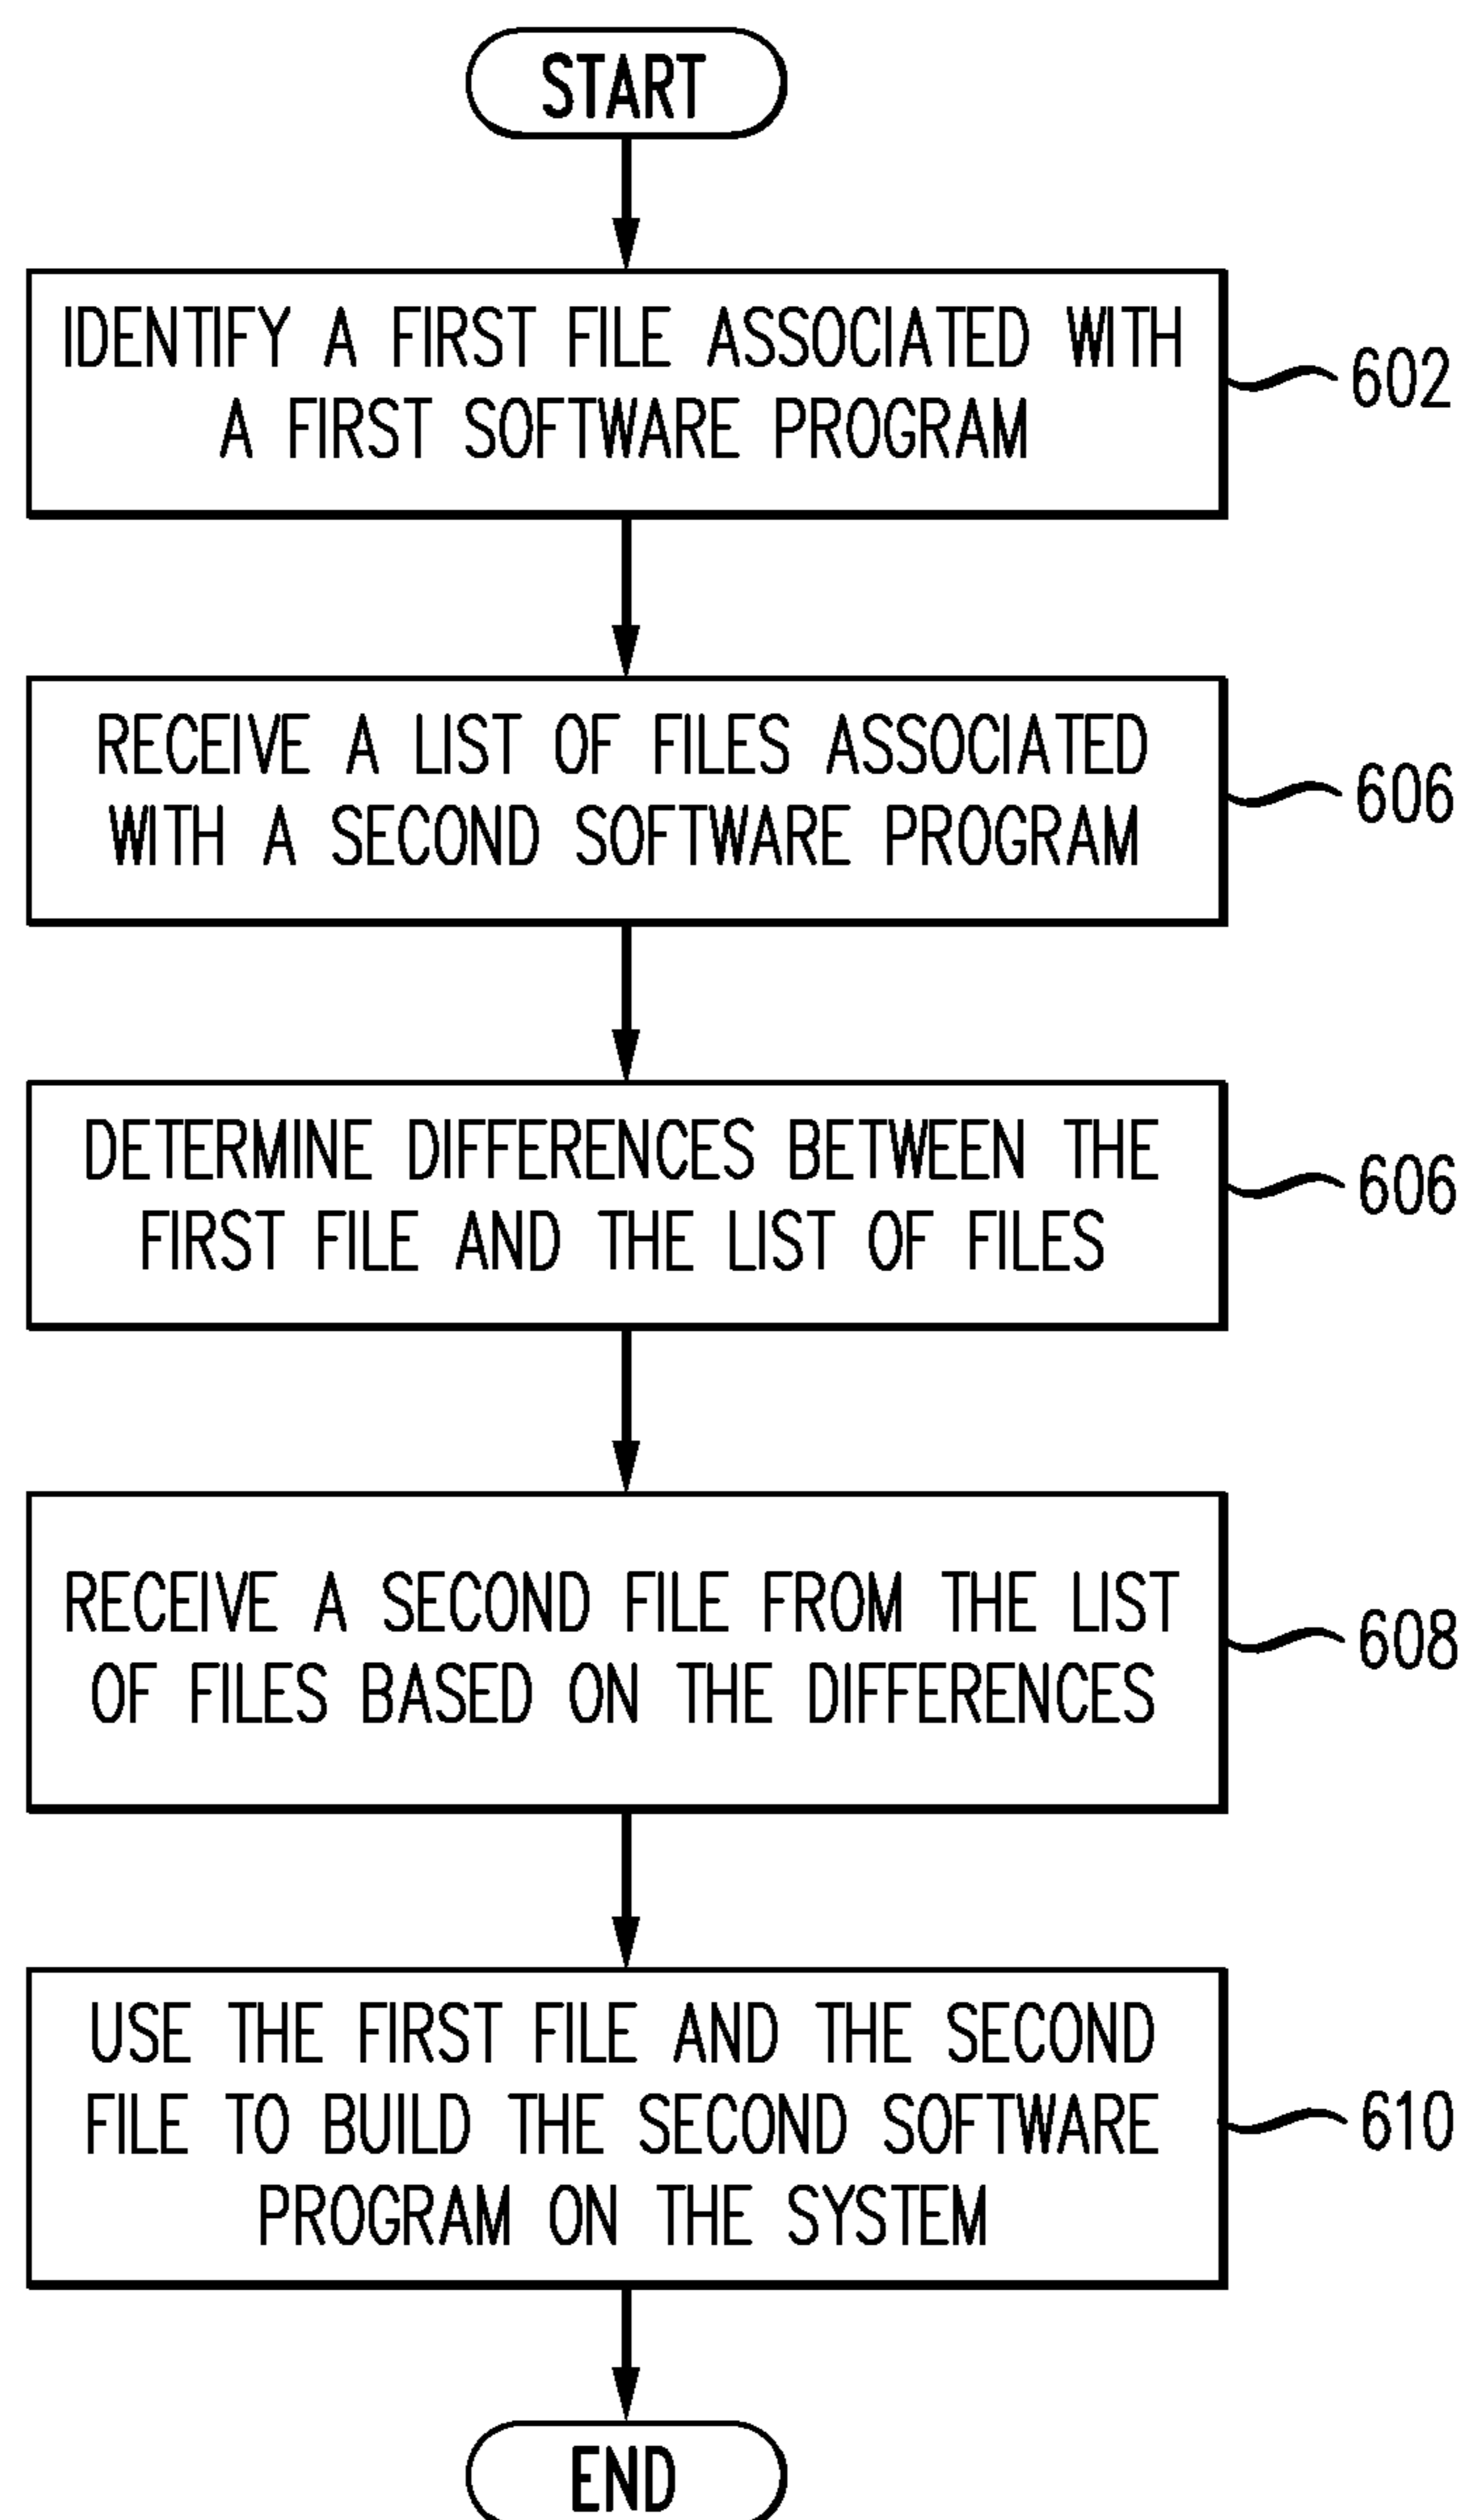 START
IDENTIFY A FIRST FILE ASSOCIATED WITH
A FIRST SOFTWARE PROGRAM
602
RECEIVE A LIST OF FILES ASSOCIATED
WITH A SECOND SOFTWARE PROGRAM
606
DETERMINE DIFFERENCES BETWEEN THE
FIRST FILE AND THE LIST OF FILES
606
RECEIVE A SECOND FILE FROM THE LIST
OF FILES BASED ON THE DIFFERENCES
608
USE THE FIRST FILE AND THE SECOND
FILE TO BUILD THE SECOND SOFTWARE
PROGRAM ON THE SYSTEM
610
END